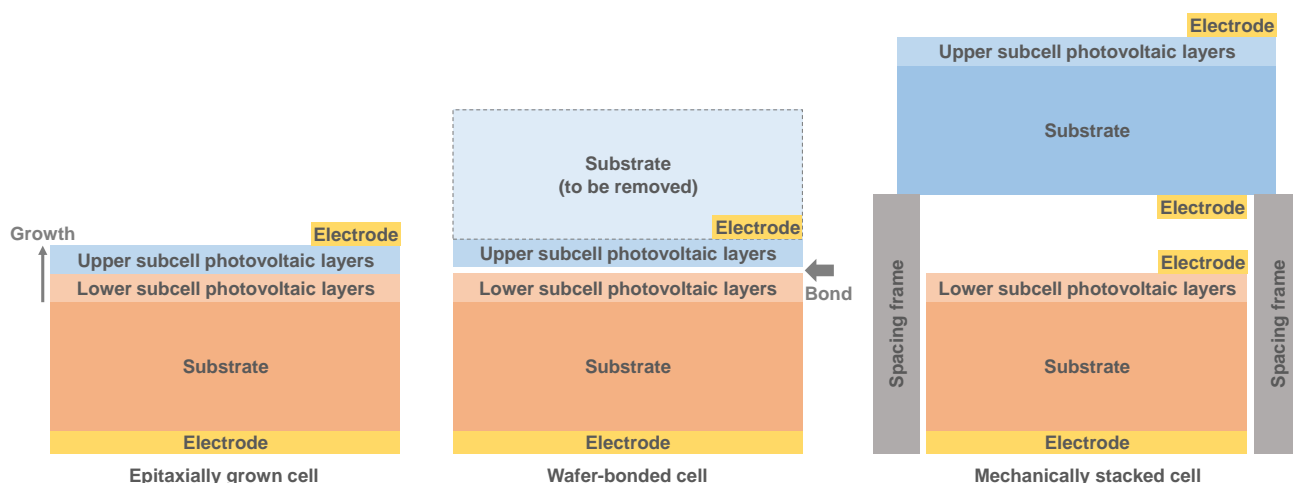 Growth
Electrode
Upper subcell photovoltaic layers
Lower subcell photovoltaic layers
Substrate
Electrode
Epitaxially grown cell
Substrate
(to be removed)
Electrode
Upper subcell photovoltaic layers
Bond
Lower subcell photovoltaic layers
Substrate
Electrode
Wafer-bonded cell
Electrode
Upper subcell photovoltaic layers
Substrate
Electrode
Electrode
Lower subcell photovoltaic layers
Spacing frame
Substrate
Spacing frame
Electrode
Mechanically stacked cell